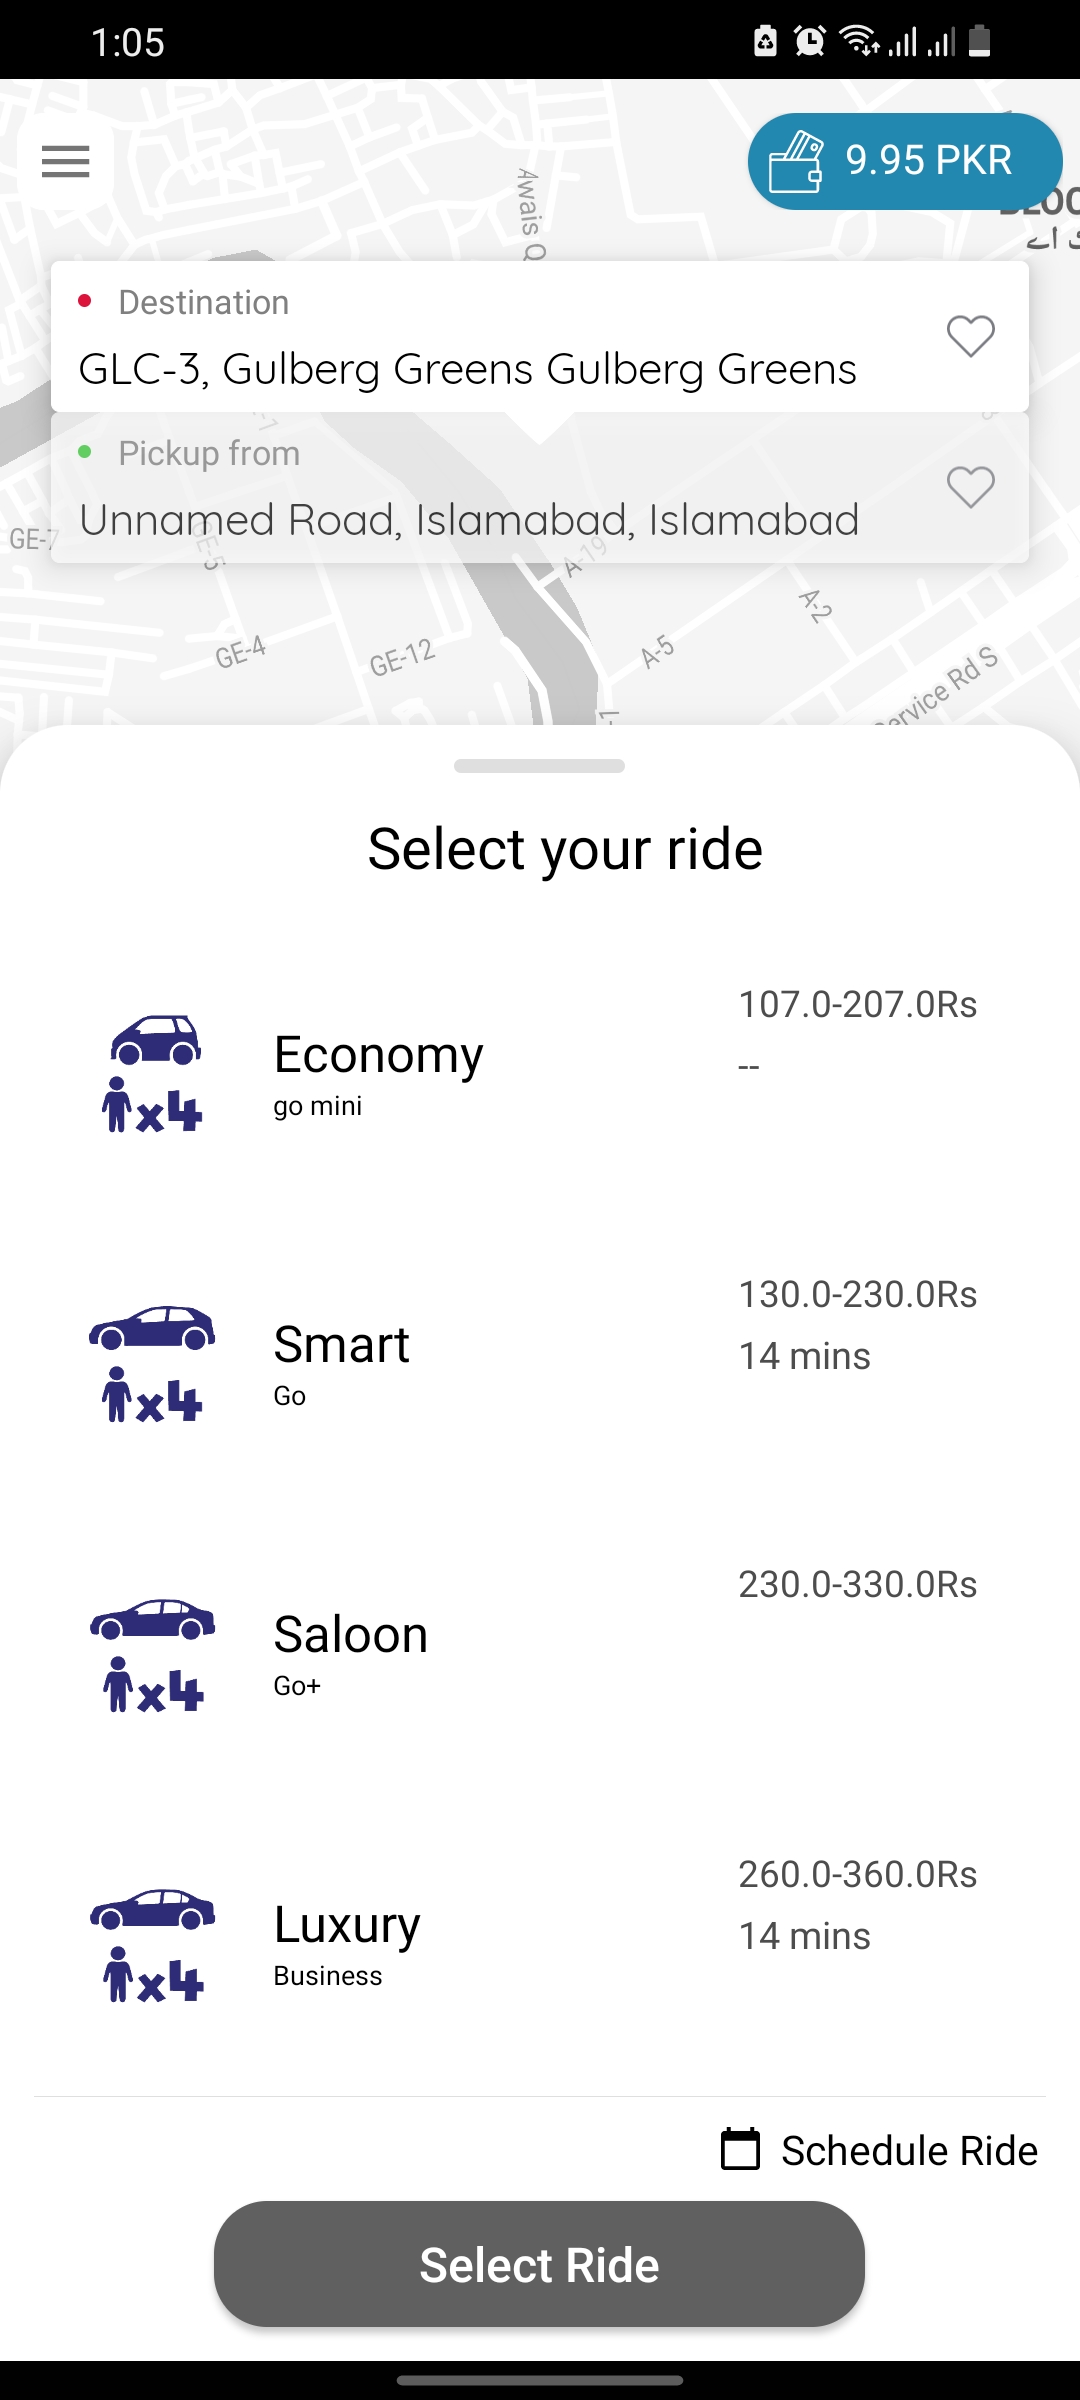 1:05
9.95 PKR
Awais Q
Destination
GLC-3, Gulberg Greens Gulberg Greens
Pickup from
Unnamed Road, Islamabad, Islamabad
GE-7
GE-5
A-19
A-2
GE-4
GE-12
A-5
Service Rd S
Select your ride
107.0-207.0Rs
Economy
--
go mini
x4
130.0-230.0Rs
Smart
14 mins
Go
x4
230.0-330.0Rs
Saloon
Go+
x4
260.0-360.0Rs
Luxury
14 mins
Business
x4
Schedule Ride
Select Ride